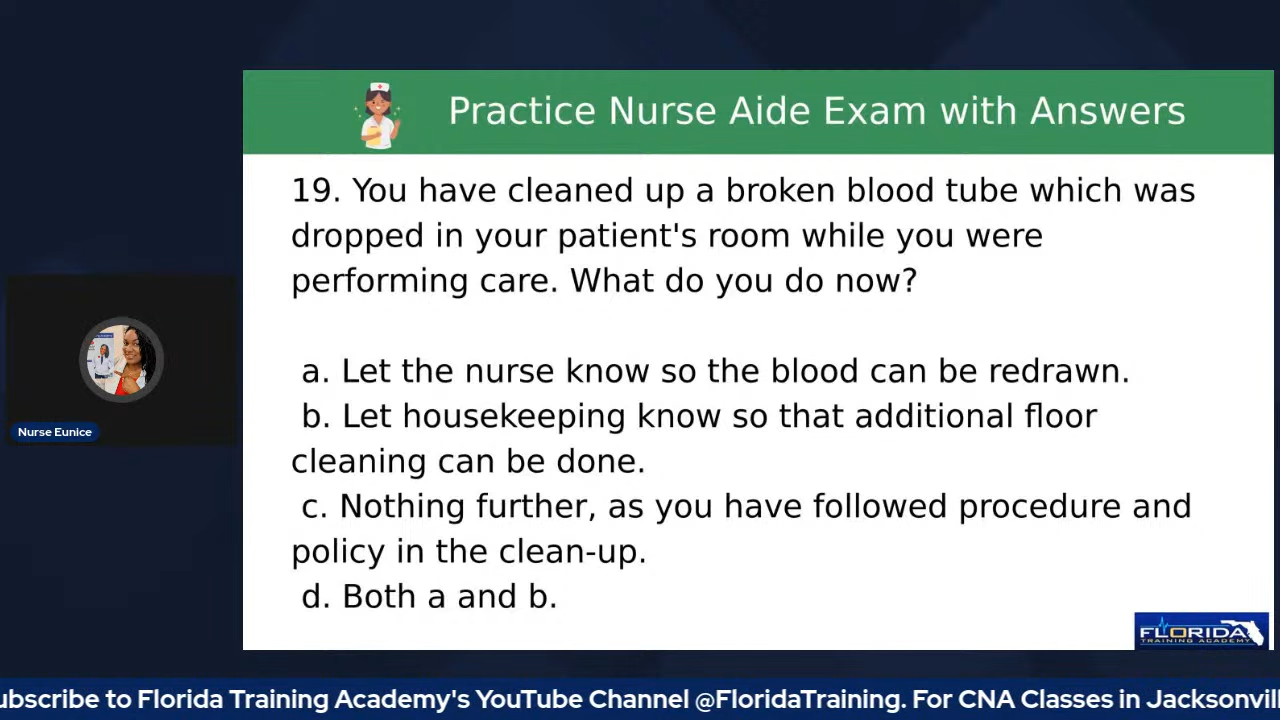 Practice Nurse Aide Exam with Answers
19. You have cleaned up a broken blood tube which was
dropped in your patient's room while you were
performing care. What do you do now?
a. Let the nurse know so the blood can be redrawn.
b. Let housekeeping know so that additional floor
cleaning can be done.
c. Nothing further, as you have followed procedure and
policy in the clean-up.
d. Both a and b.
Nurse Eunice
FLORIDA
TRAINING ACADEMY
ubscribe to Florida Training Academy's YouTube Channel @FloridaTraining. For CNA Classes in Jacksonvill